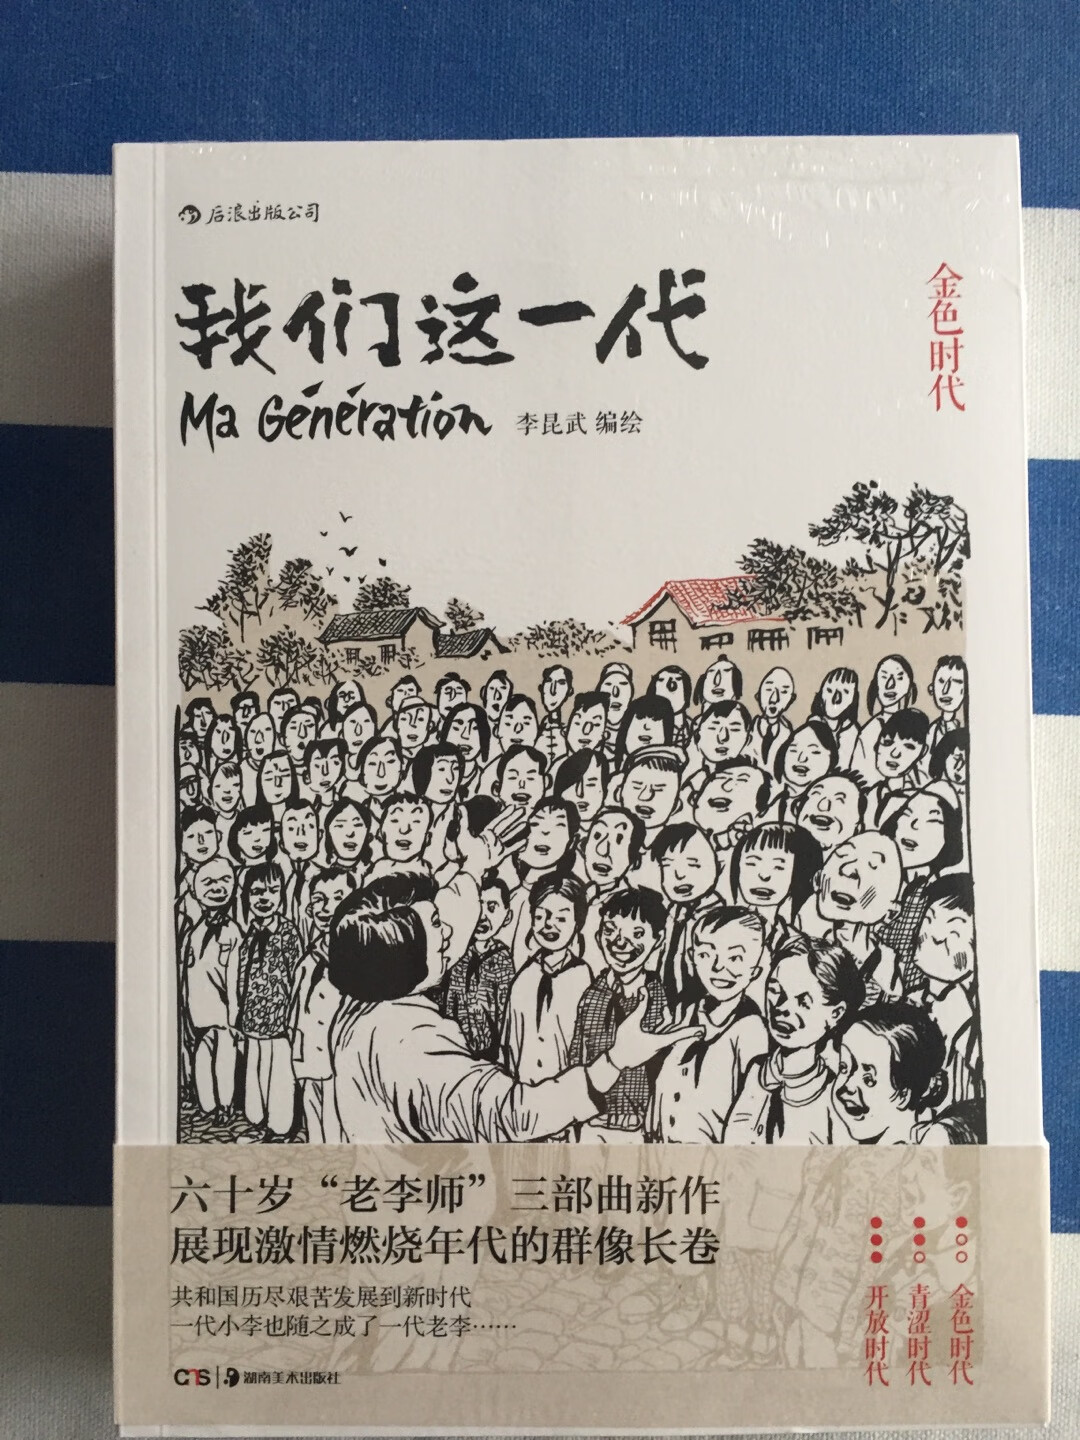 后浪出版公司
我们这一代
Ma Génération
李昆武 编绘
金色时代
六十岁“老李师”三部曲新作
展现激情燃烧年代的群像长卷
共和国历尽艰苦发展到新时代
一代小李也随之成了一代老李……
金色时代
青涩时代
开放时代
CNS
湖南美术出版社